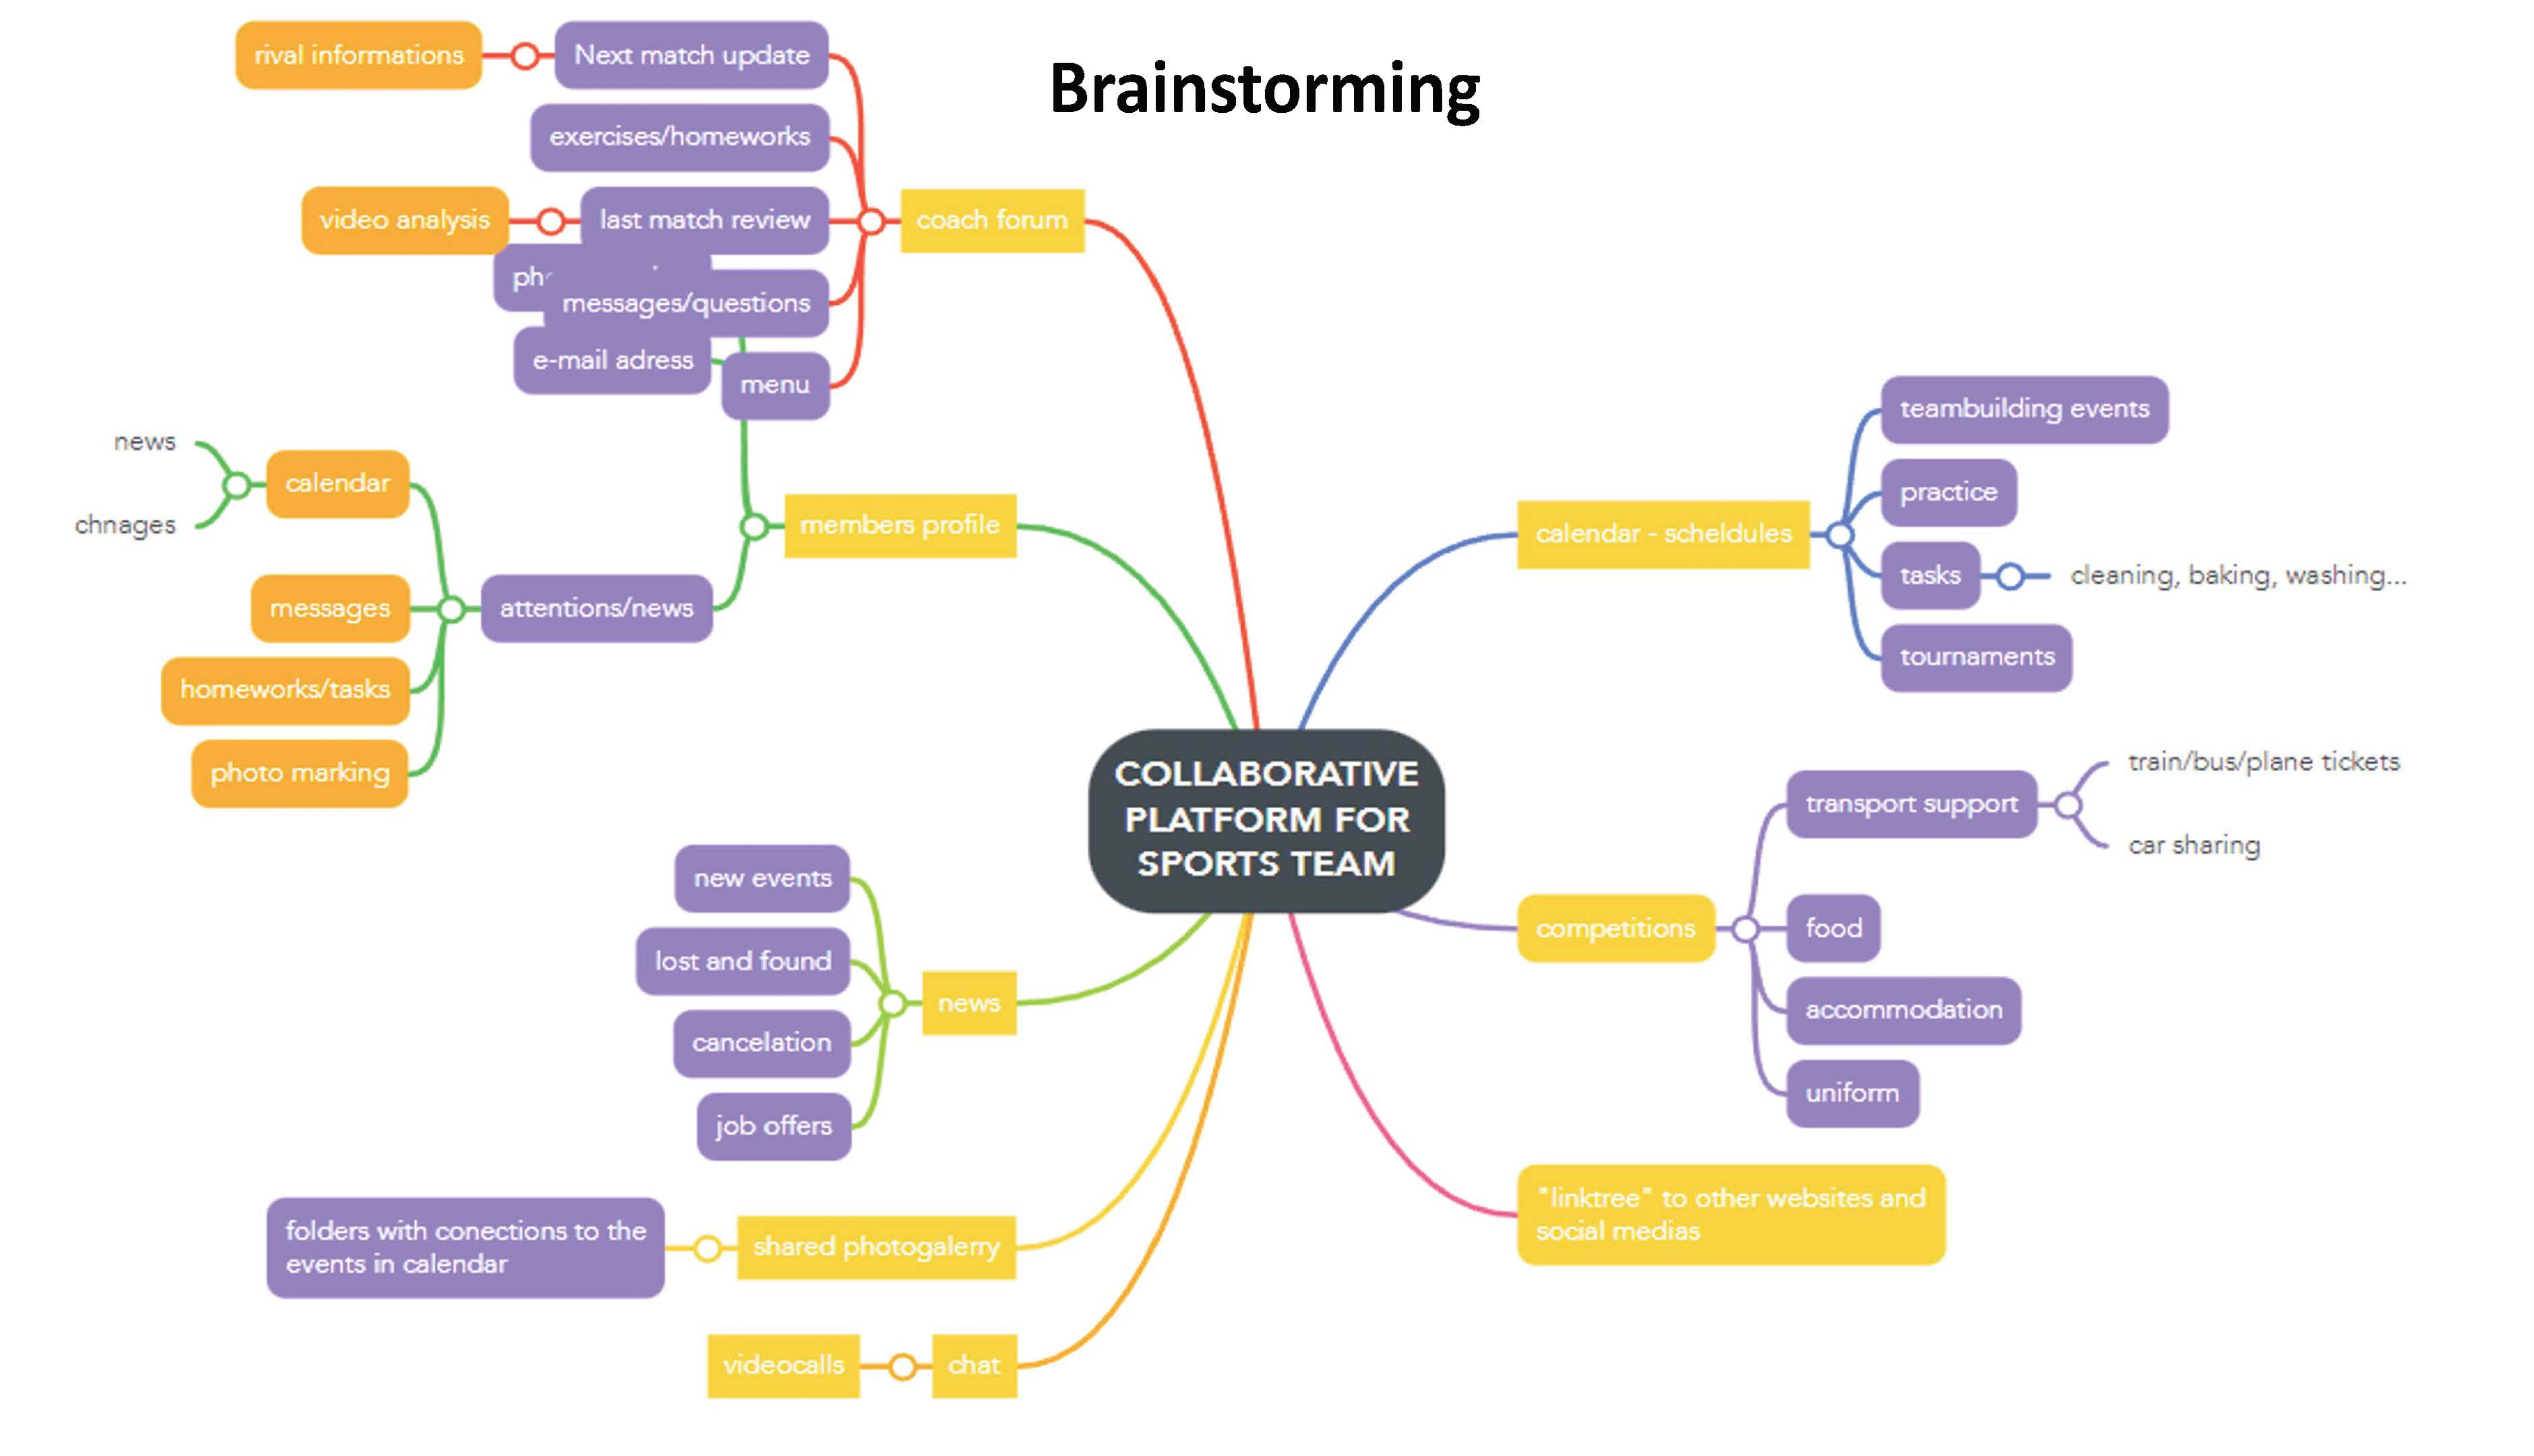 Brainstorming
rival informations
Next match update
exercises/homeworks
video analysis
last match review
coach forum
messages/questions
e-mail adress
menu
news
calendar
chnages
members profile
messages
attentions/news
homeworks/tasks
photo marking
teambuilding events
practice
calendar - scheldules
tasks
cleaning, baking, washing...
tournaments
COLLABORATIVE
PLATFORM FOR
SPORTS TEAM
transport support
train/bus/plane tickets
car sharing
competitions
food
accommodation
uniform
new events
lost and found
news
cancelation
job offers
"linktree" to other websites and
social medias
folders with conections to the
events in calendar
shared photogalerry
videocalls
chat